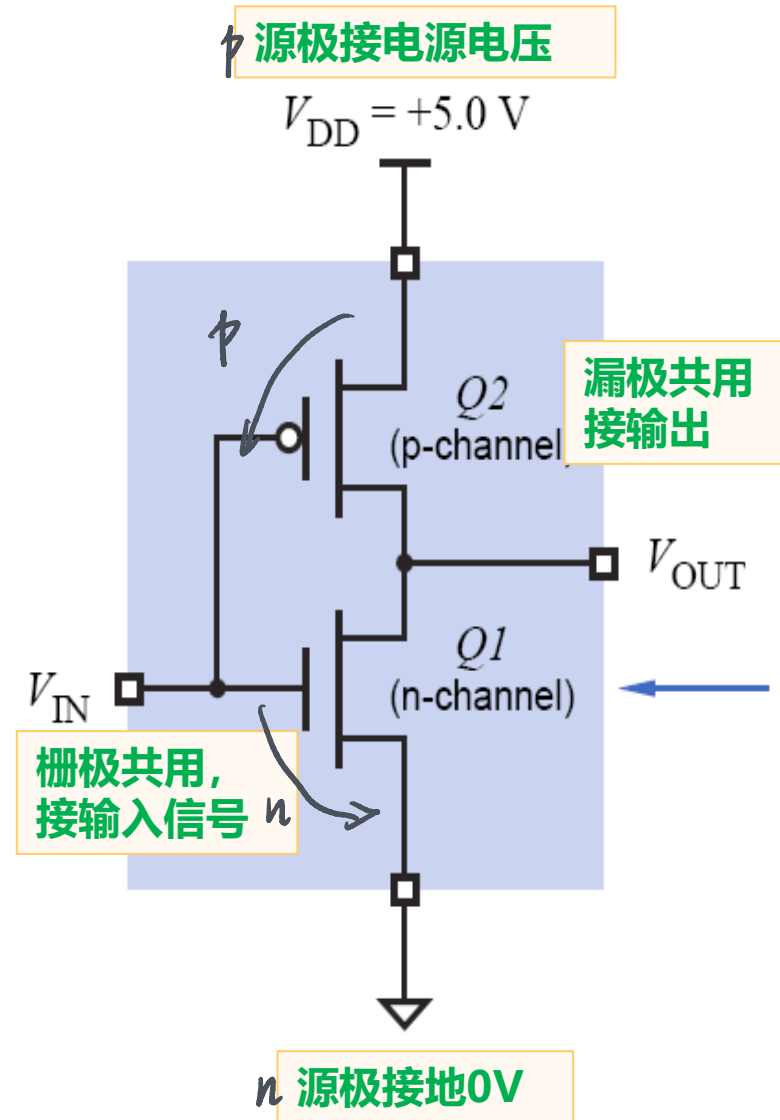 p 源极接电源电压
VDD = +5.0 V
p
Q2
(p-channel)
漏极共用
接输出
VOUT
Q1
(n-channel)
VIN
栅极共用,
接输入信号 n
n 源极接地0V